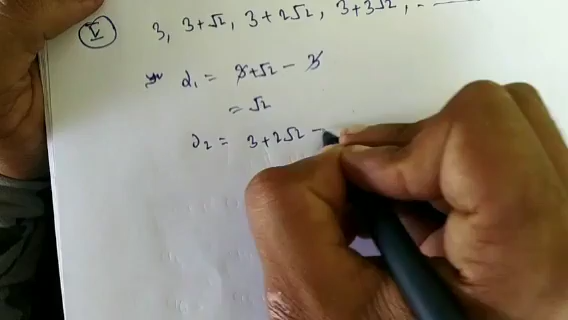 V 3, 3+√2, 3+2√2, 3+3√2, - ——
d₁ = 3+√2 - 3
= √2
d₂ = 3+2√2 -